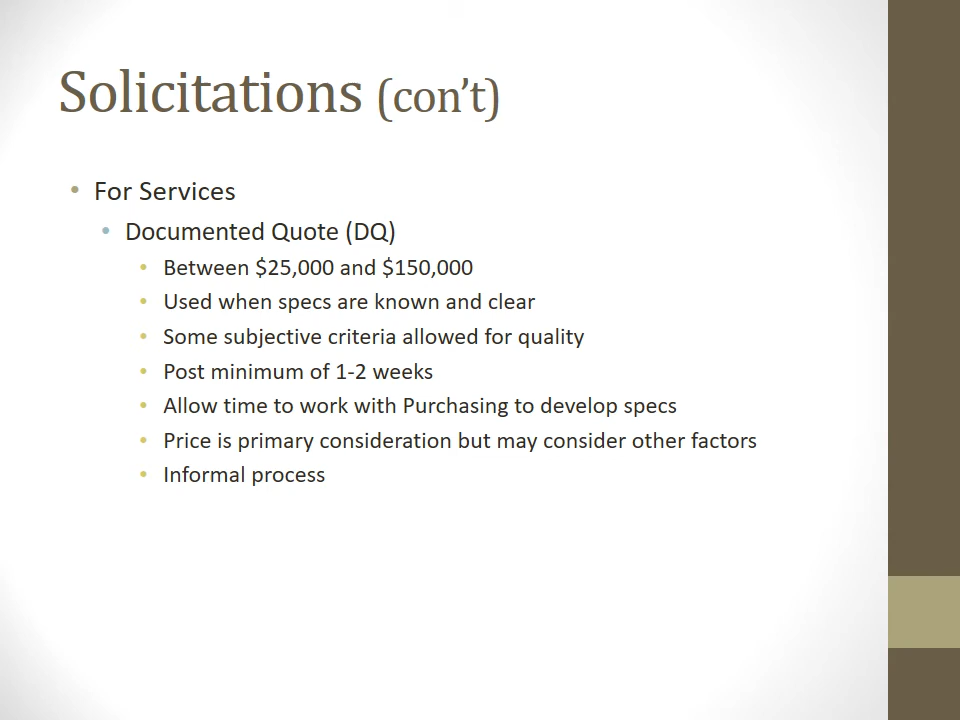 Solicitations (con’t)
• For Services
• Documented Quote (DQ)
• Between $25,000 and $150,000
• Used when specs are known and clear
• Some subjective criteria allowed for quality
• Post minimum of 1-2 weeks
• Allow time to work with Purchasing to develop specs
• Price is primary consideration but may consider other factors
• Informal process